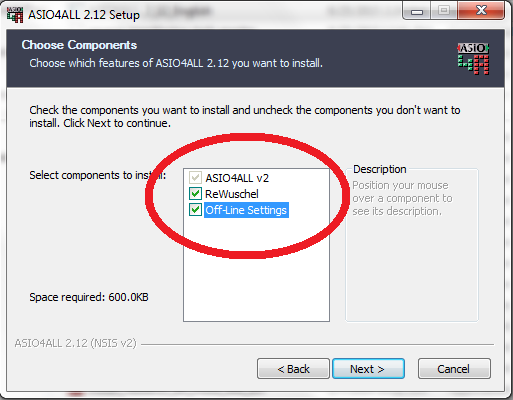 ASIO4ALL 2.12 Setup
Choose Components
Choose which features of ASIO4ALL 2.12 you want to install.
ASIO
Check the components you want to install and uncheck the components you don't want to
install. Click Next to continue.
Select components to install:
ASIO4ALL v2
ReWuschel
Off-Line Settings
Description
Position your mouse
over a component to
see its description.
Space required: 600.0KB
ASIO4ALL 2.12 (NSIS v2)
< Back
Next >
Cancel